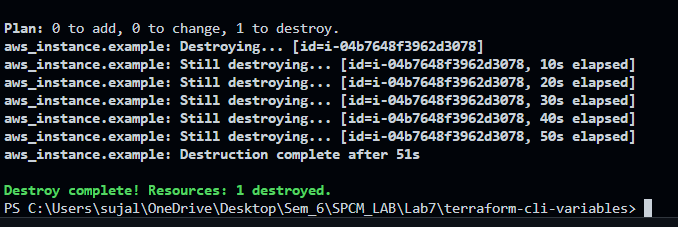 Plan: 0 to add, 0 to change, 1 to destroy.
aws_instance.example: Destroying... [id=i-04b7648f3962d3078]
aws_instance.example: Still destroying... [id=i-04b7648f3962d3078, 10s elapsed]
aws_instance.example: Still destroying... [id=i-04b7648f3962d3078, 20s elapsed]
aws_instance.example: Still destroying... [id=i-04b7648f3962d3078, 30s elapsed]
aws_instance.example: Still destroying... [id=i-04b7648f3962d3078, 40s elapsed]
aws_instance.example: Still destroying... [id=i-04b7648f3962d3078, 50s elapsed]
aws_instance.example: Destruction complete after 51s
Destroy complete! Resources: 1 destroyed.
PS C:\Users\sujal\OneDrive\Desktop\Sem_6\SPCM_LAB\Lab7\terraform-cli-variables>